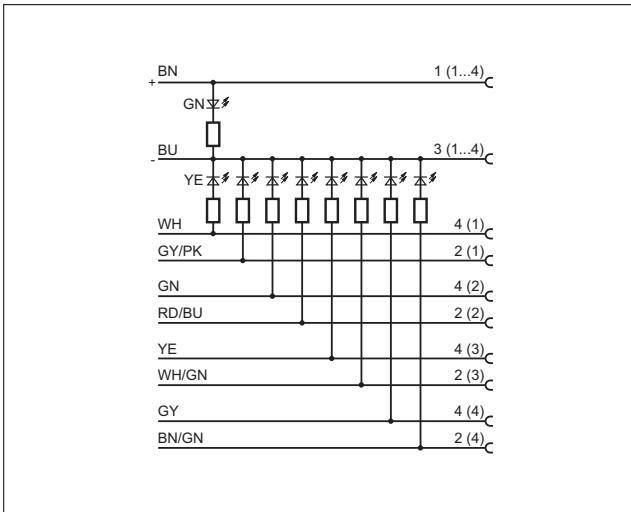 BN 1 (1...4)
+
GN
BU 3 (1...4)
-
YE
WH 4 (1)
GY/PK 2 (1)
GN 4 (2)
RD/BU 2 (2)
YE 4 (3)
WH/GN 2 (3)
GY 4 (4)
BN/GN 2 (4)